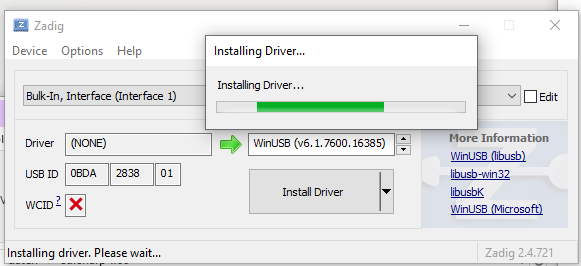 Zadig
Device Options Help
Installing Driver...
Installing Driver...
Bulk-In, Interface (Interface 1)
Edit
Driver (NONE) WinUSB (v6.1.7600.16385)
USB ID 0BDA 2838 01
WCID ?
Install Driver
More Information
WinUSB (libusb)
libusb-win32
libusbK
WinUSB (Microsoft)
Installing driver. Please wait...
Zadig 2.4.721